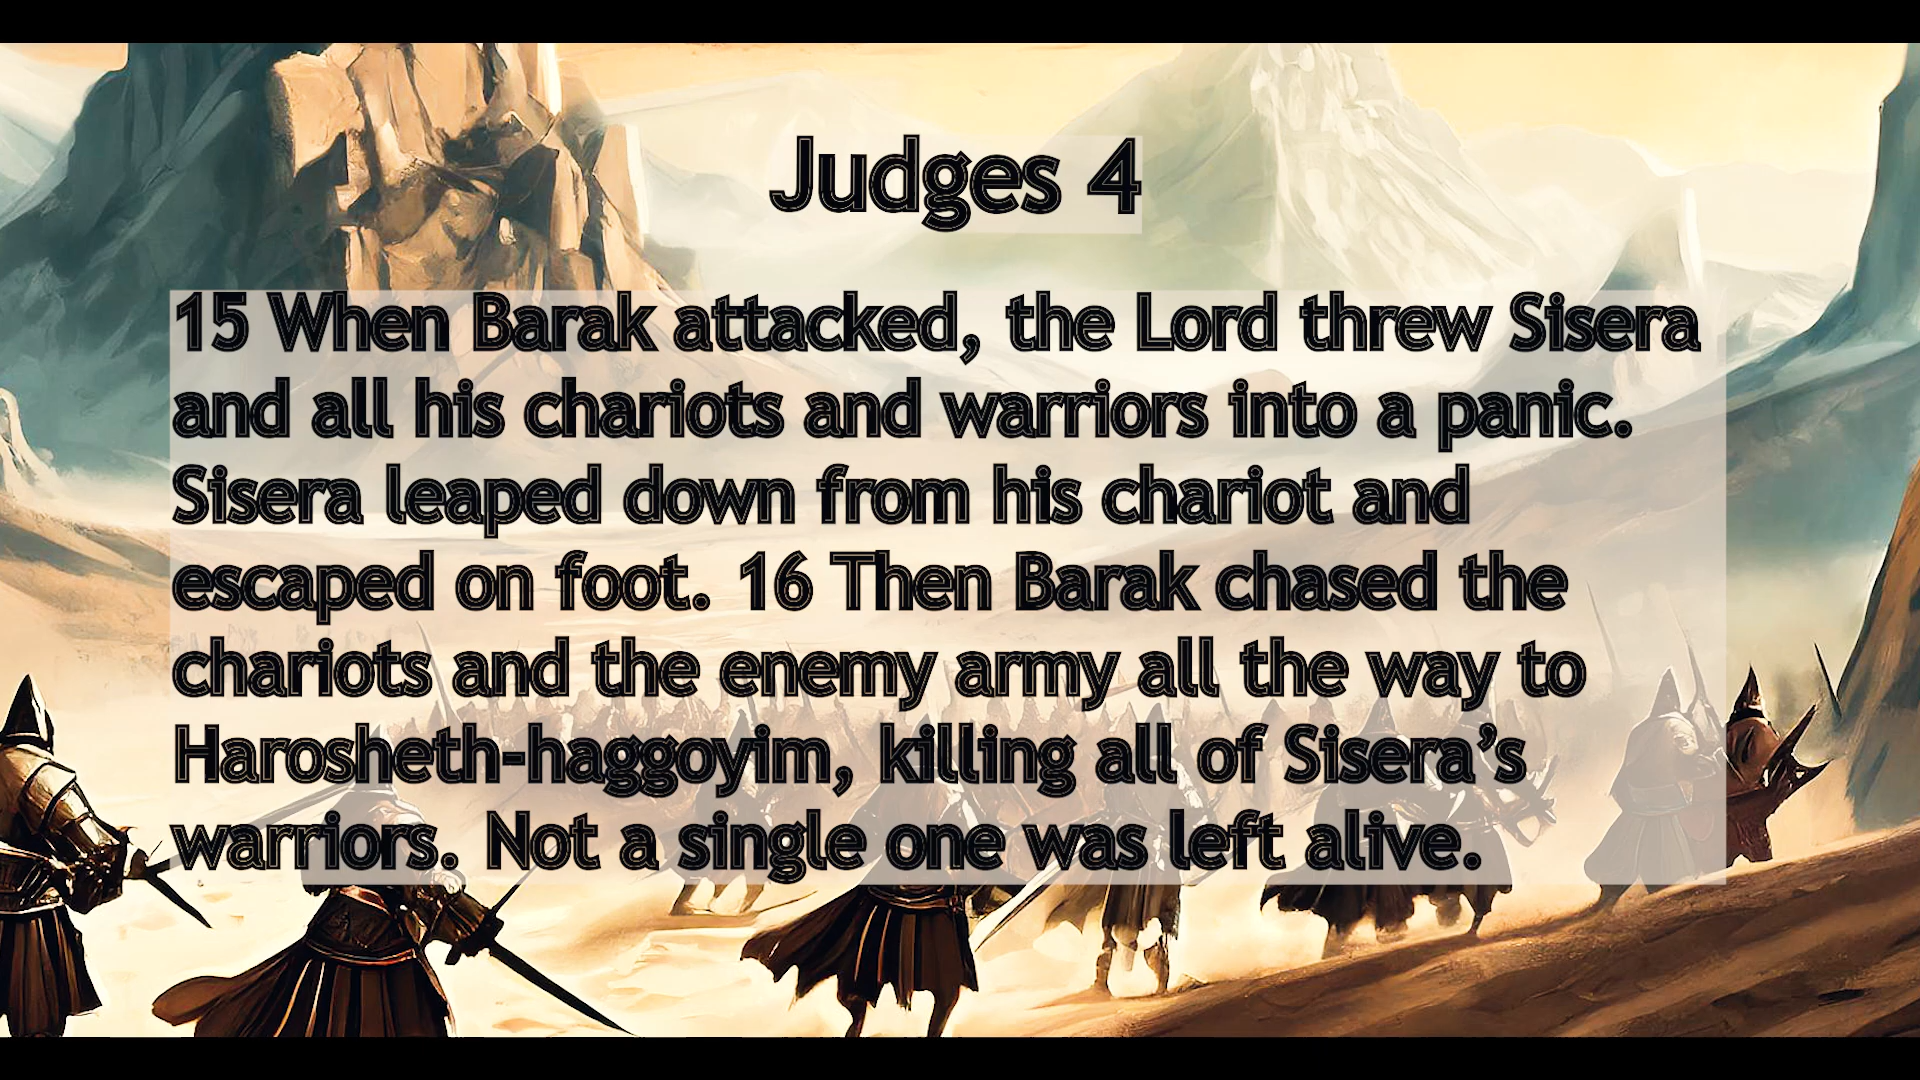 Judges 4
15 When Barak attacked, the Lord threw Sisera
and all his chariots and warriors into a panic.
Sisera leaped down from his chariot and
escaped on foot. 16 Then Barak chased the
chariots and the enemy army all the way to
Harosheth-haggoyim, killing all of Sisera’s
warriors. Not a single one was left alive.